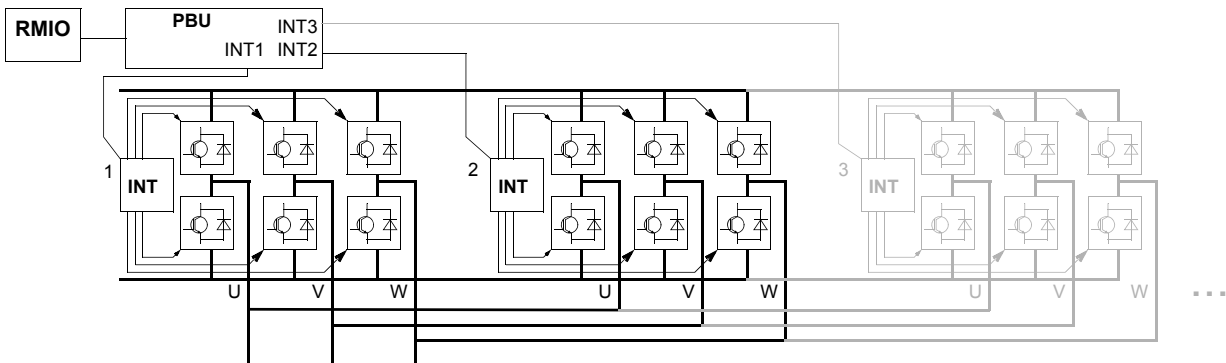 RMIO
PBU
INT3
INT1 INT2
1
INT
2
INT
3
INT
U V W
U V W
U V W
...